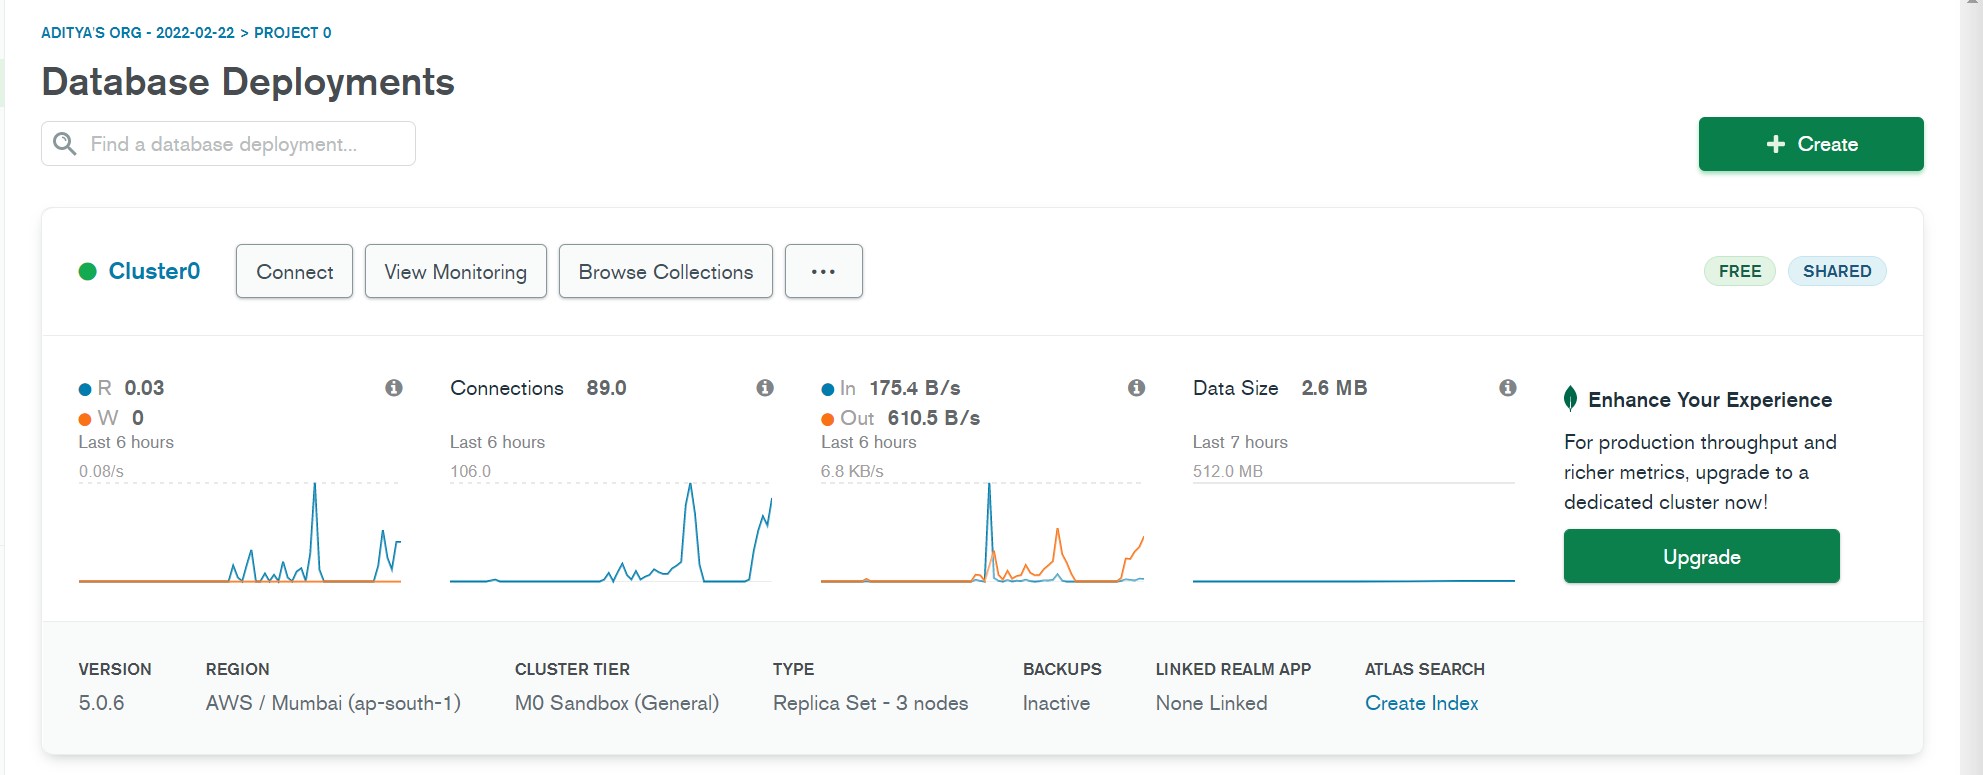 ADITYA'S ORG - 2022-02-22 > PROJECT 0
Database Deployments
Find a database deployment...
+ Create
Cluster0
Connect
View Monitoring
Browse Collections
...
FREE
SHARED
R 0.03
W 0
Last 6 hours
0.08/s
Connections 89.0
Last 6 hours
106.0
In 175.4 B/s
Out 610.5 B/s
Last 6 hours
6.8 KB/s
Data Size 2.6 MB
Last 7 hours
512.0 MB
Enhance Your Experience
For production throughput and
richer metrics, upgrade to a
dedicated cluster now!
Upgrade
VERSION
5.0.6
REGION
AWS / Mumbai (ap-south-1)
CLUSTER TIER
M0 Sandbox (General)
TYPE
Replica Set - 3 nodes
BACKUPS
Inactive
LINKED REALM APP
None Linked
ATLAS SEARCH
Create Index